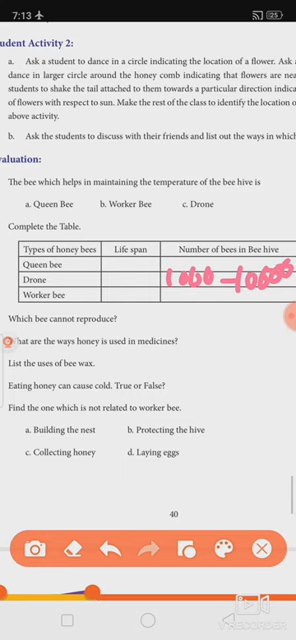 7:13
25
udent Activity 2:
a. Ask a student to dance in a circle indicating the location of a flower. Ask
dance in larger circle around the honey comb indicating that flowers are nea
students to shake the tail attached to them towards a particular direction indica
of flowers with respect to sun. Make the rest of the class to identify the location o
above activity.
b. Ask the students to discuss with their friends and list out the ways in which
valuation:
The bee which helps in maintaining the temperature of the bee hive is
a. Queen Bee b. Worker Bee c. Drone
Complete the Table.
Types of honey bees Life span Number of bees in Bee hive
Queen bee
Drone
Worker bee
Which bee cannot reproduce?
hat are the ways honey is used in medicines?
List the uses of bee wax.
Eating honey can cause cold. True or False?
Find the one which is not related to worker bee.
a. Building the nest b. Protecting the hive
c. Collecting honey d. Laying eggs
40
RECORDER